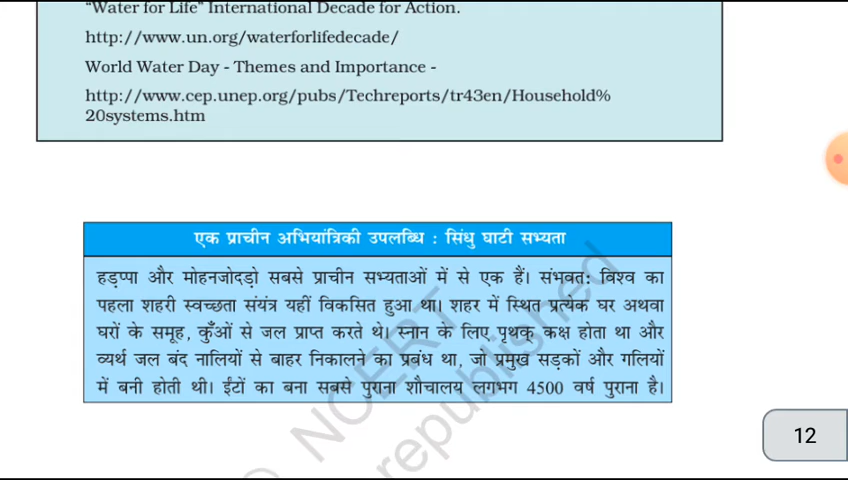 “Water for Life” International Decade for Action.
http://www.un.org/waterforlifedecade/
World Water Day - Themes and Importance -
http://www.cep.unep.org/pubs/Techreports/tr43en/Household%
20systems.htm
एक प्राचीन अभियांत्रिकी उपलब्धि : सिंधु घाटी सभ्यता
हड़प्पा और मोहनजोदड़ो सबसे प्राचीन सभ्यताओं में से एक हैं। संभवत: विश्व का
पहला शहरी स्वच्छता संयंत्र यहीं विकसित हुआ था। शहर में स्थित प्रत्येक घर अथवा
घरों के समूह, कुँओं से जल प्राप्त करते थे। स्नान के लिए पृथक् कक्ष होता था और
व्यर्थ जल बंद नालियों से बाहर निकालने का प्रबंध था, जो प्रमुख सड़कों और गलियों
में बनी होती थी। ईंटों का बना सबसे पुराना शौचालय लगभग 4500 वर्ष पुराना है।
© NCERT
republished
12